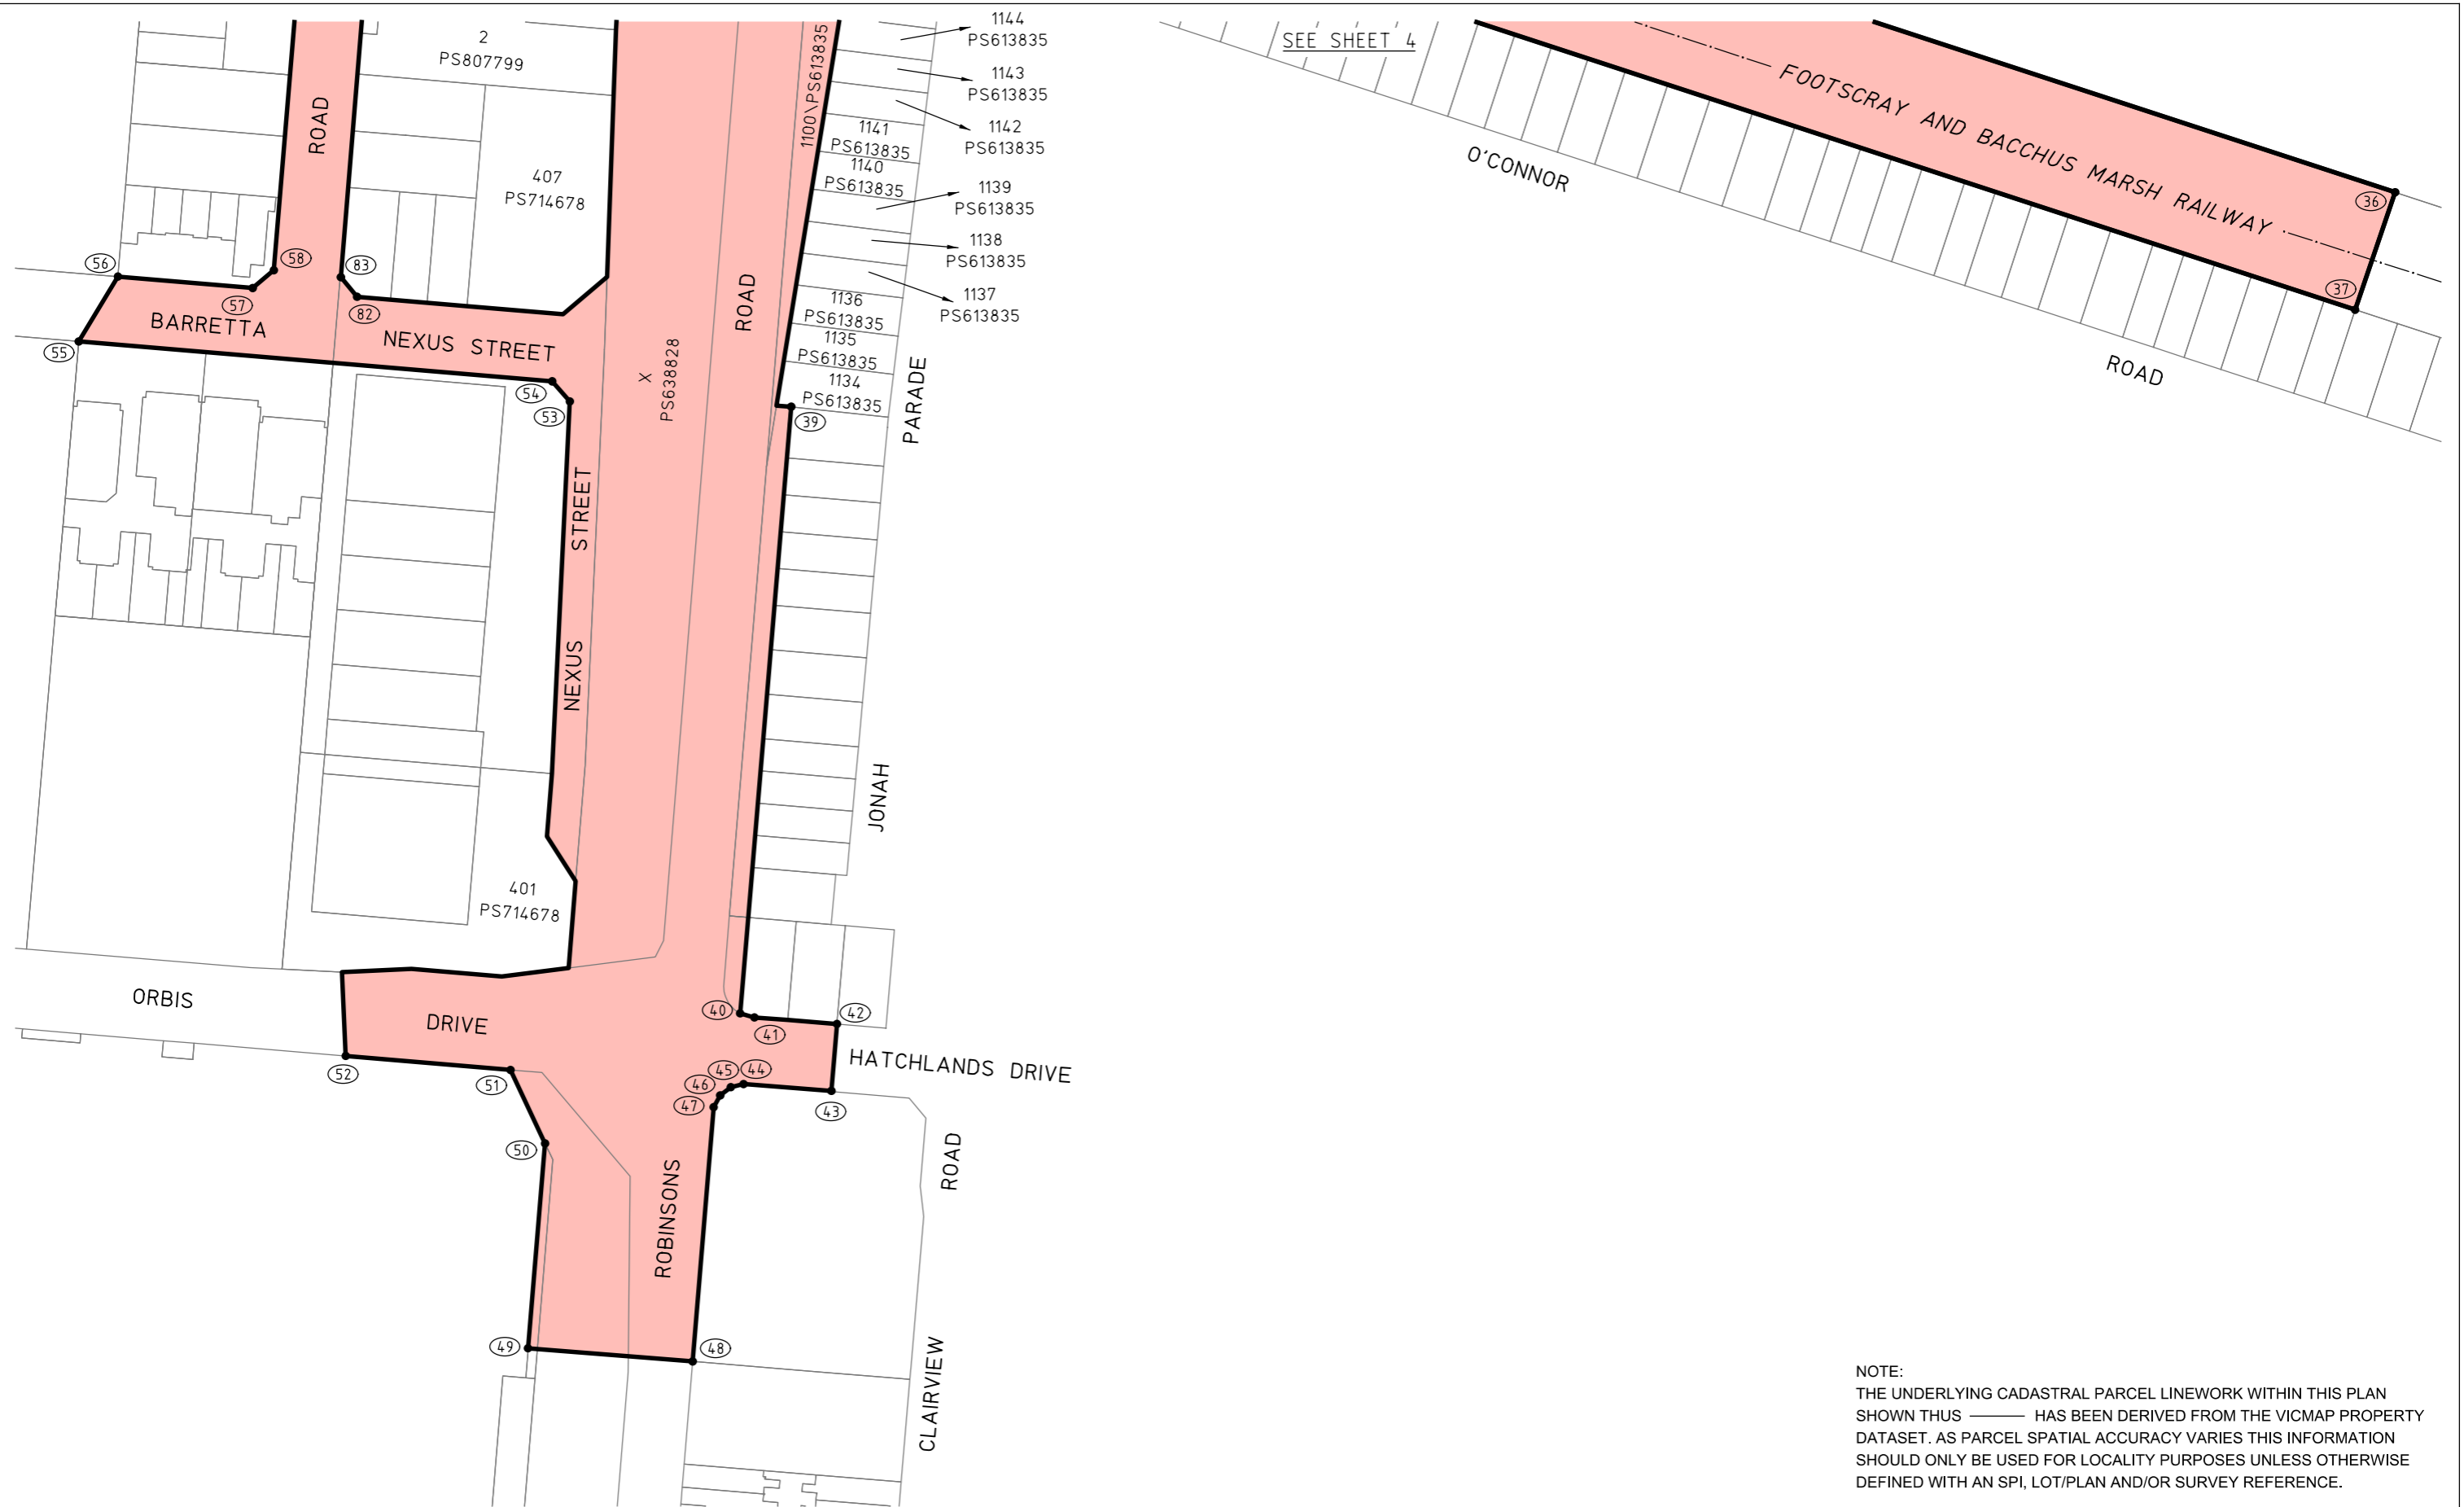 1144
PS613835
SEE SHEET 4
2
PS807799
1100\PS613835
1143
PS613835
FOOTSCRAY AND BACCHUS MARSH RAILWAY
ROAD
1142
PS613835
1141
PS613835
O'CONNOR
1140
PS613835
407
PS714678
1139
PS613835
36
1138
PS613835
56
58
83
57
82
1137
PS613835
37
1136
PS613835
ROAD
BARRETTA
NEXUS STREET
55
1135
PS613835
X
PS638828
ROAD
1134
PS613835
PARADE
54
53
39
NEXUS STREET
JONAH
401
PS714678
ORBIS
DRIVE
40
41
42
HATCHLANDS DRIVE
52
51
45
44
46
47
43
50
ROAD
ROBINSONS
49
48
CLAIRVIEW
NOTE:
THE UNDERLYING CADASTRAL PARCEL LINEWORK WITHIN THIS PLAN
SHOWN THUS ——— HAS BEEN DERIVED FROM THE VICMAP PROPERTY
DATASET. AS PARCEL SPATIAL ACCURACY VARIES THIS INFORMATION
SHOULD ONLY BE USED FOR LOCALITY PURPOSES UNLESS OTHERWISE
DEFINED WITH AN SPI, LOT/PLAN AND/OR SURVEY REFERENCE.